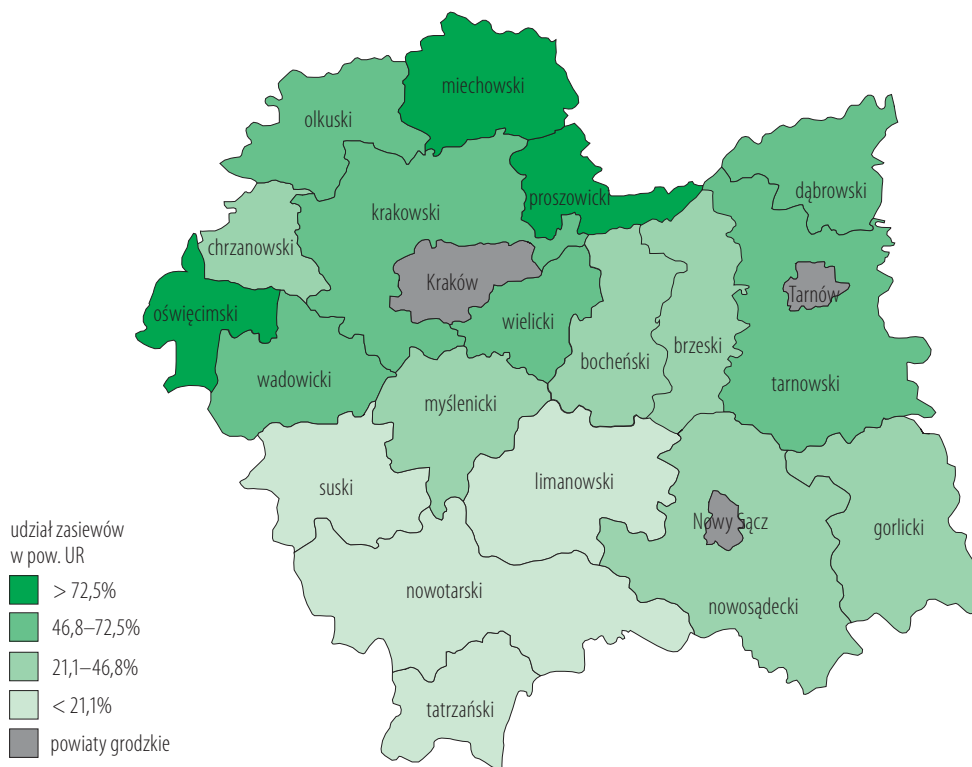 miechowski
olkuski
proszowicki
dąbrowski
krakowski
chrzanowski
Kraków
Tarnów
oświęcimski
wielicki
brzeski
bocheński
wadowicki
tarnowski
myślenicki
suski
limanowski
Nowy Sącz
gorlicki
nowotarski
nowosądecki
tatrzański
udział zasiewów
w pow. UR
> 72,5%
46,8–72,5%
21,1–46,8%
< 21,1%
powiaty grodzkie